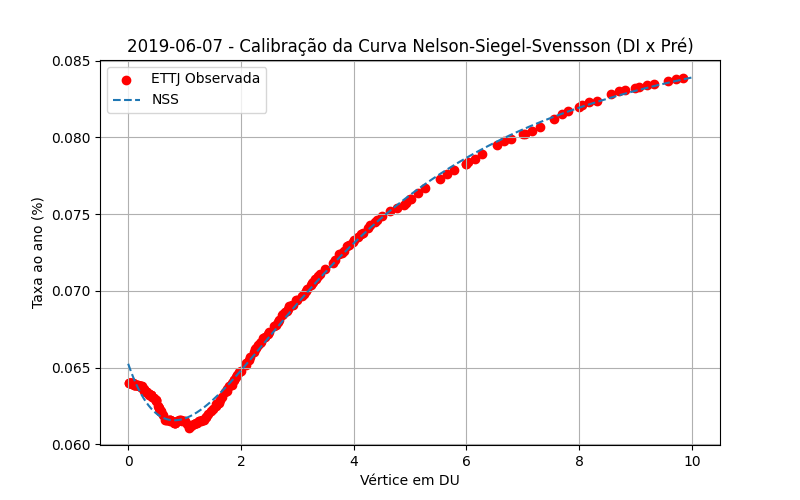 2019-06-07 - Calibração da Curva Nelson-Siegel-Svensson (DI x Pré)
ETTJ Observada
NSS
Taxa ao ano (%)
0.085
0.080
0.075
0.070
0.065
0.060
0 2 4 6 8 10
Vértice em DU